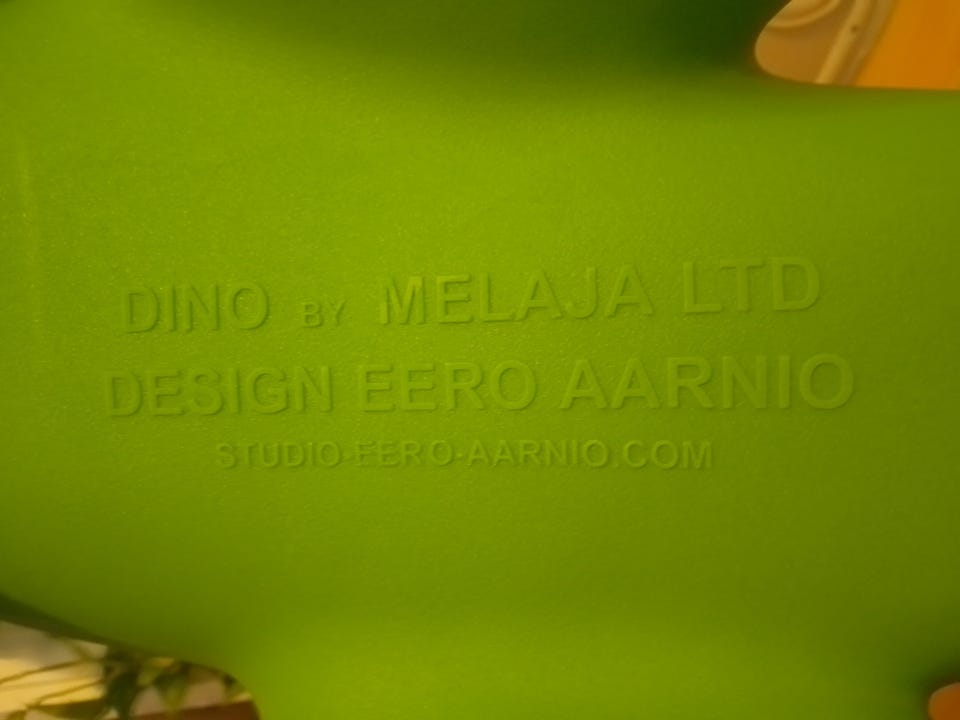 DINO BY MELAJA LTD
DESIGN EERO AARNIO
STUDIO-EERO-AARNIO.COM